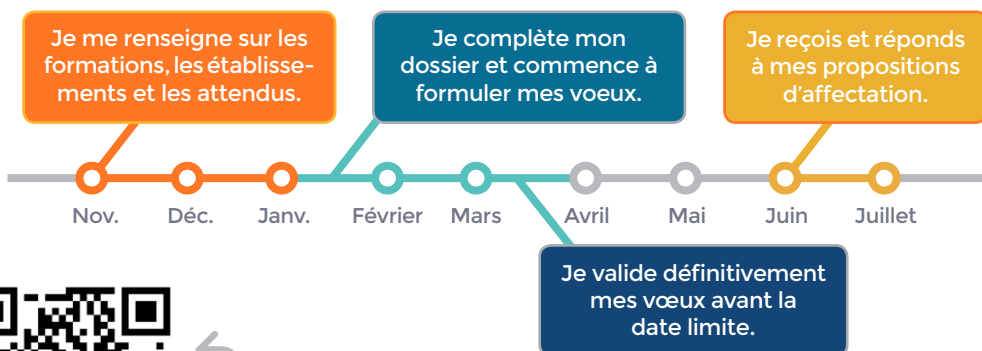 Je me renseigne sur les
formations, les établisse-
ments et les attendus.
Je complète mon
dossier et commence à
formuler mes voeux.
Je reçois et réponds
à mes propositions
d'affectation.
Nov.
Déc.
Janv.
Février
Mars
Avril
Mai
Juin
Juillet
Je valide définitivement
mes vœux avant la
date limite.